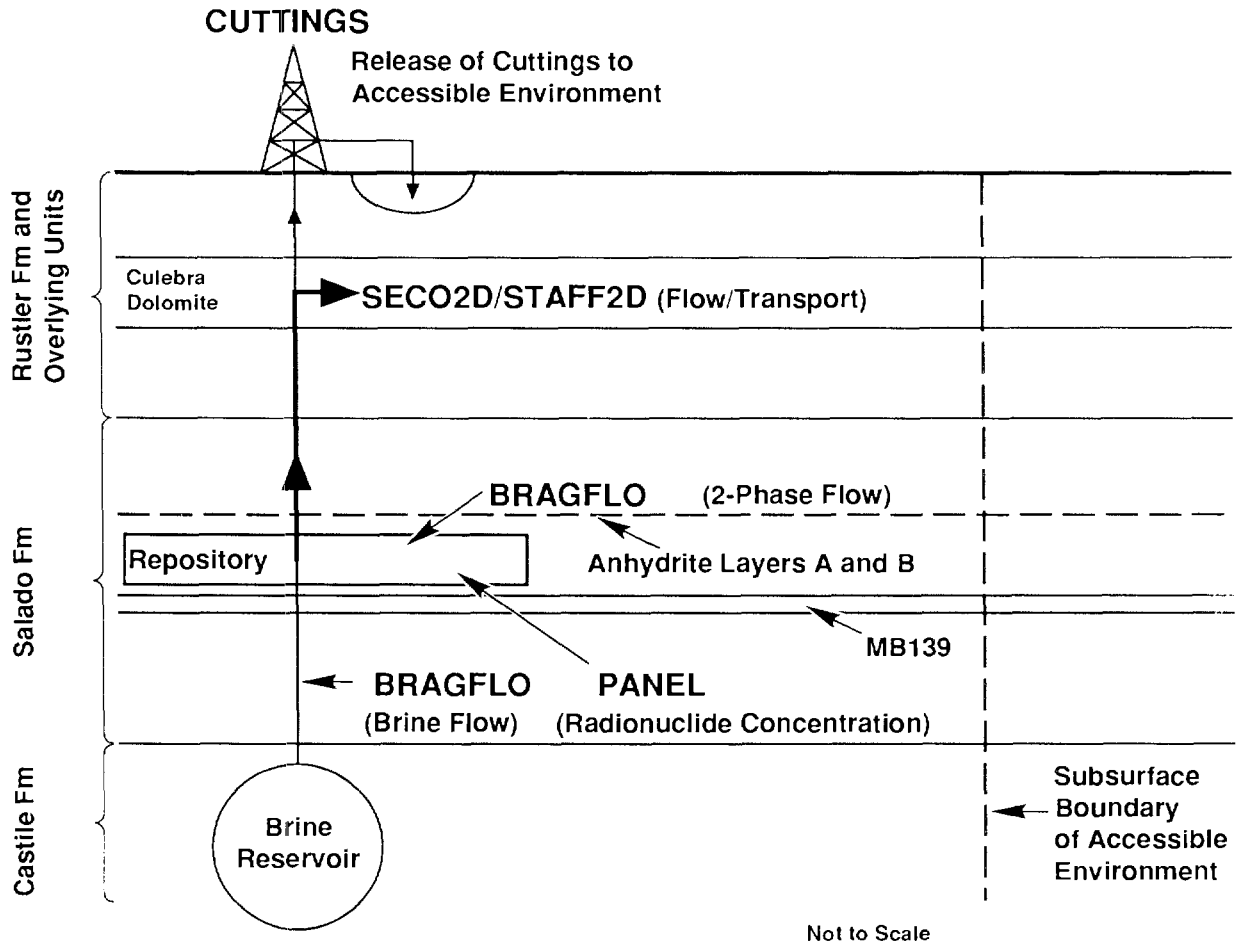 CUTTINGS
Release of Cuttings to
Accessible Environment
Rustler Fm and
Overlying Units
Culebra
Dolomite
SECO2D/STAFF2D (Flow/Transport)
Salado Fm
BRAGFLO (2-Phase Flow)
Repository
Anhydrite Layers A and B
MB139
BRAGFLO PANEL
(Brine Flow) (Radionuclide Concentration)
Castile Fm
Brine
Reservoir
Subsurface
Boundary
of Accessible
Environment
Not to Scale